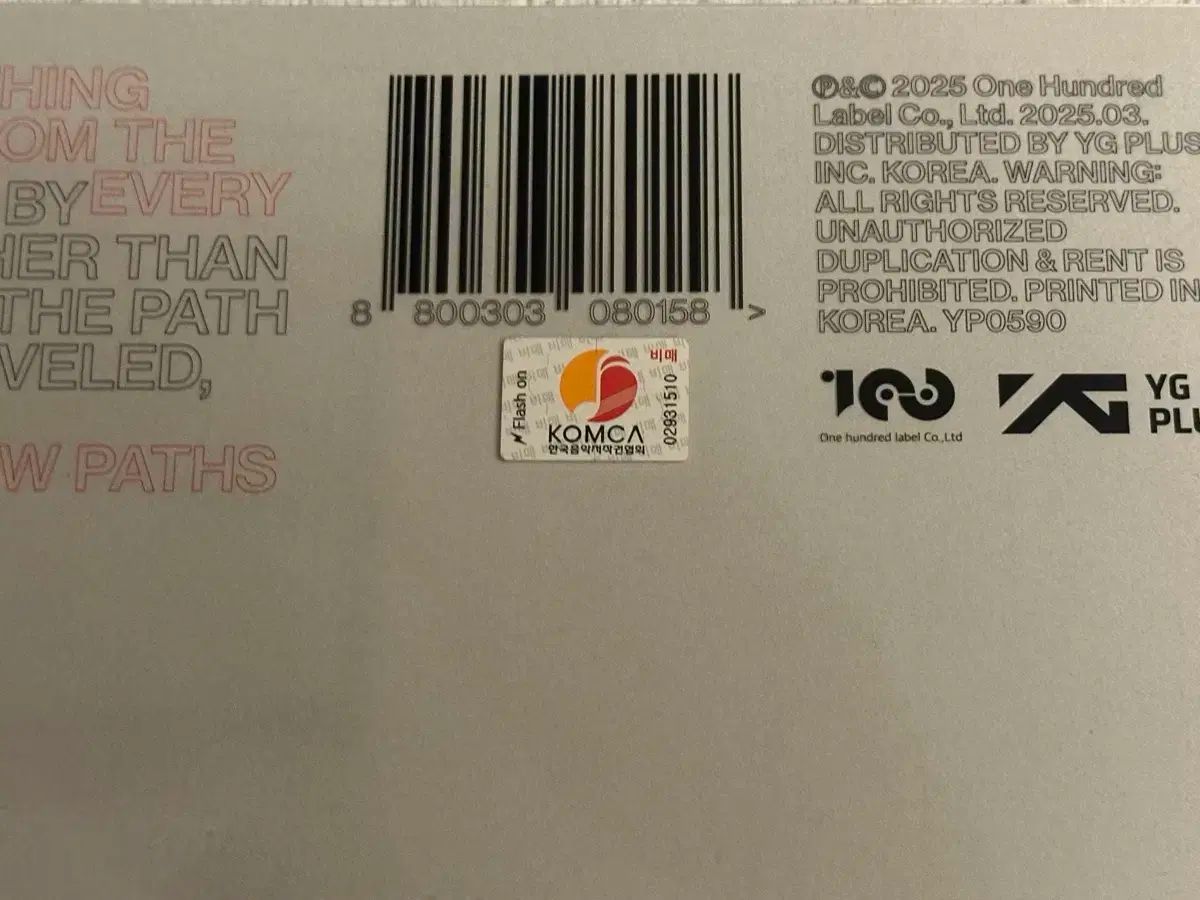 HING
OM THE
BY EVERY
HER THAN
THE PATH
VELED,
W PATHS
8 800303 080158 >
비매
Flash on
KOMCA
한국음악저작권협회
02931510
℗&© 2025 One Hundred
Label Co., Ltd. 2025.03.
DISTRIBUTED BY YG PLUS
INC. KOREA. WARNING:
ALL RIGHTS RESERVED.
UNAUTHORIZED
DUPLICATION & RENT IS
PROHIBITED. PRINTED IN
KOREA. YP0590
100
One hundred label Co.,Ltd
YG
YG
PLU